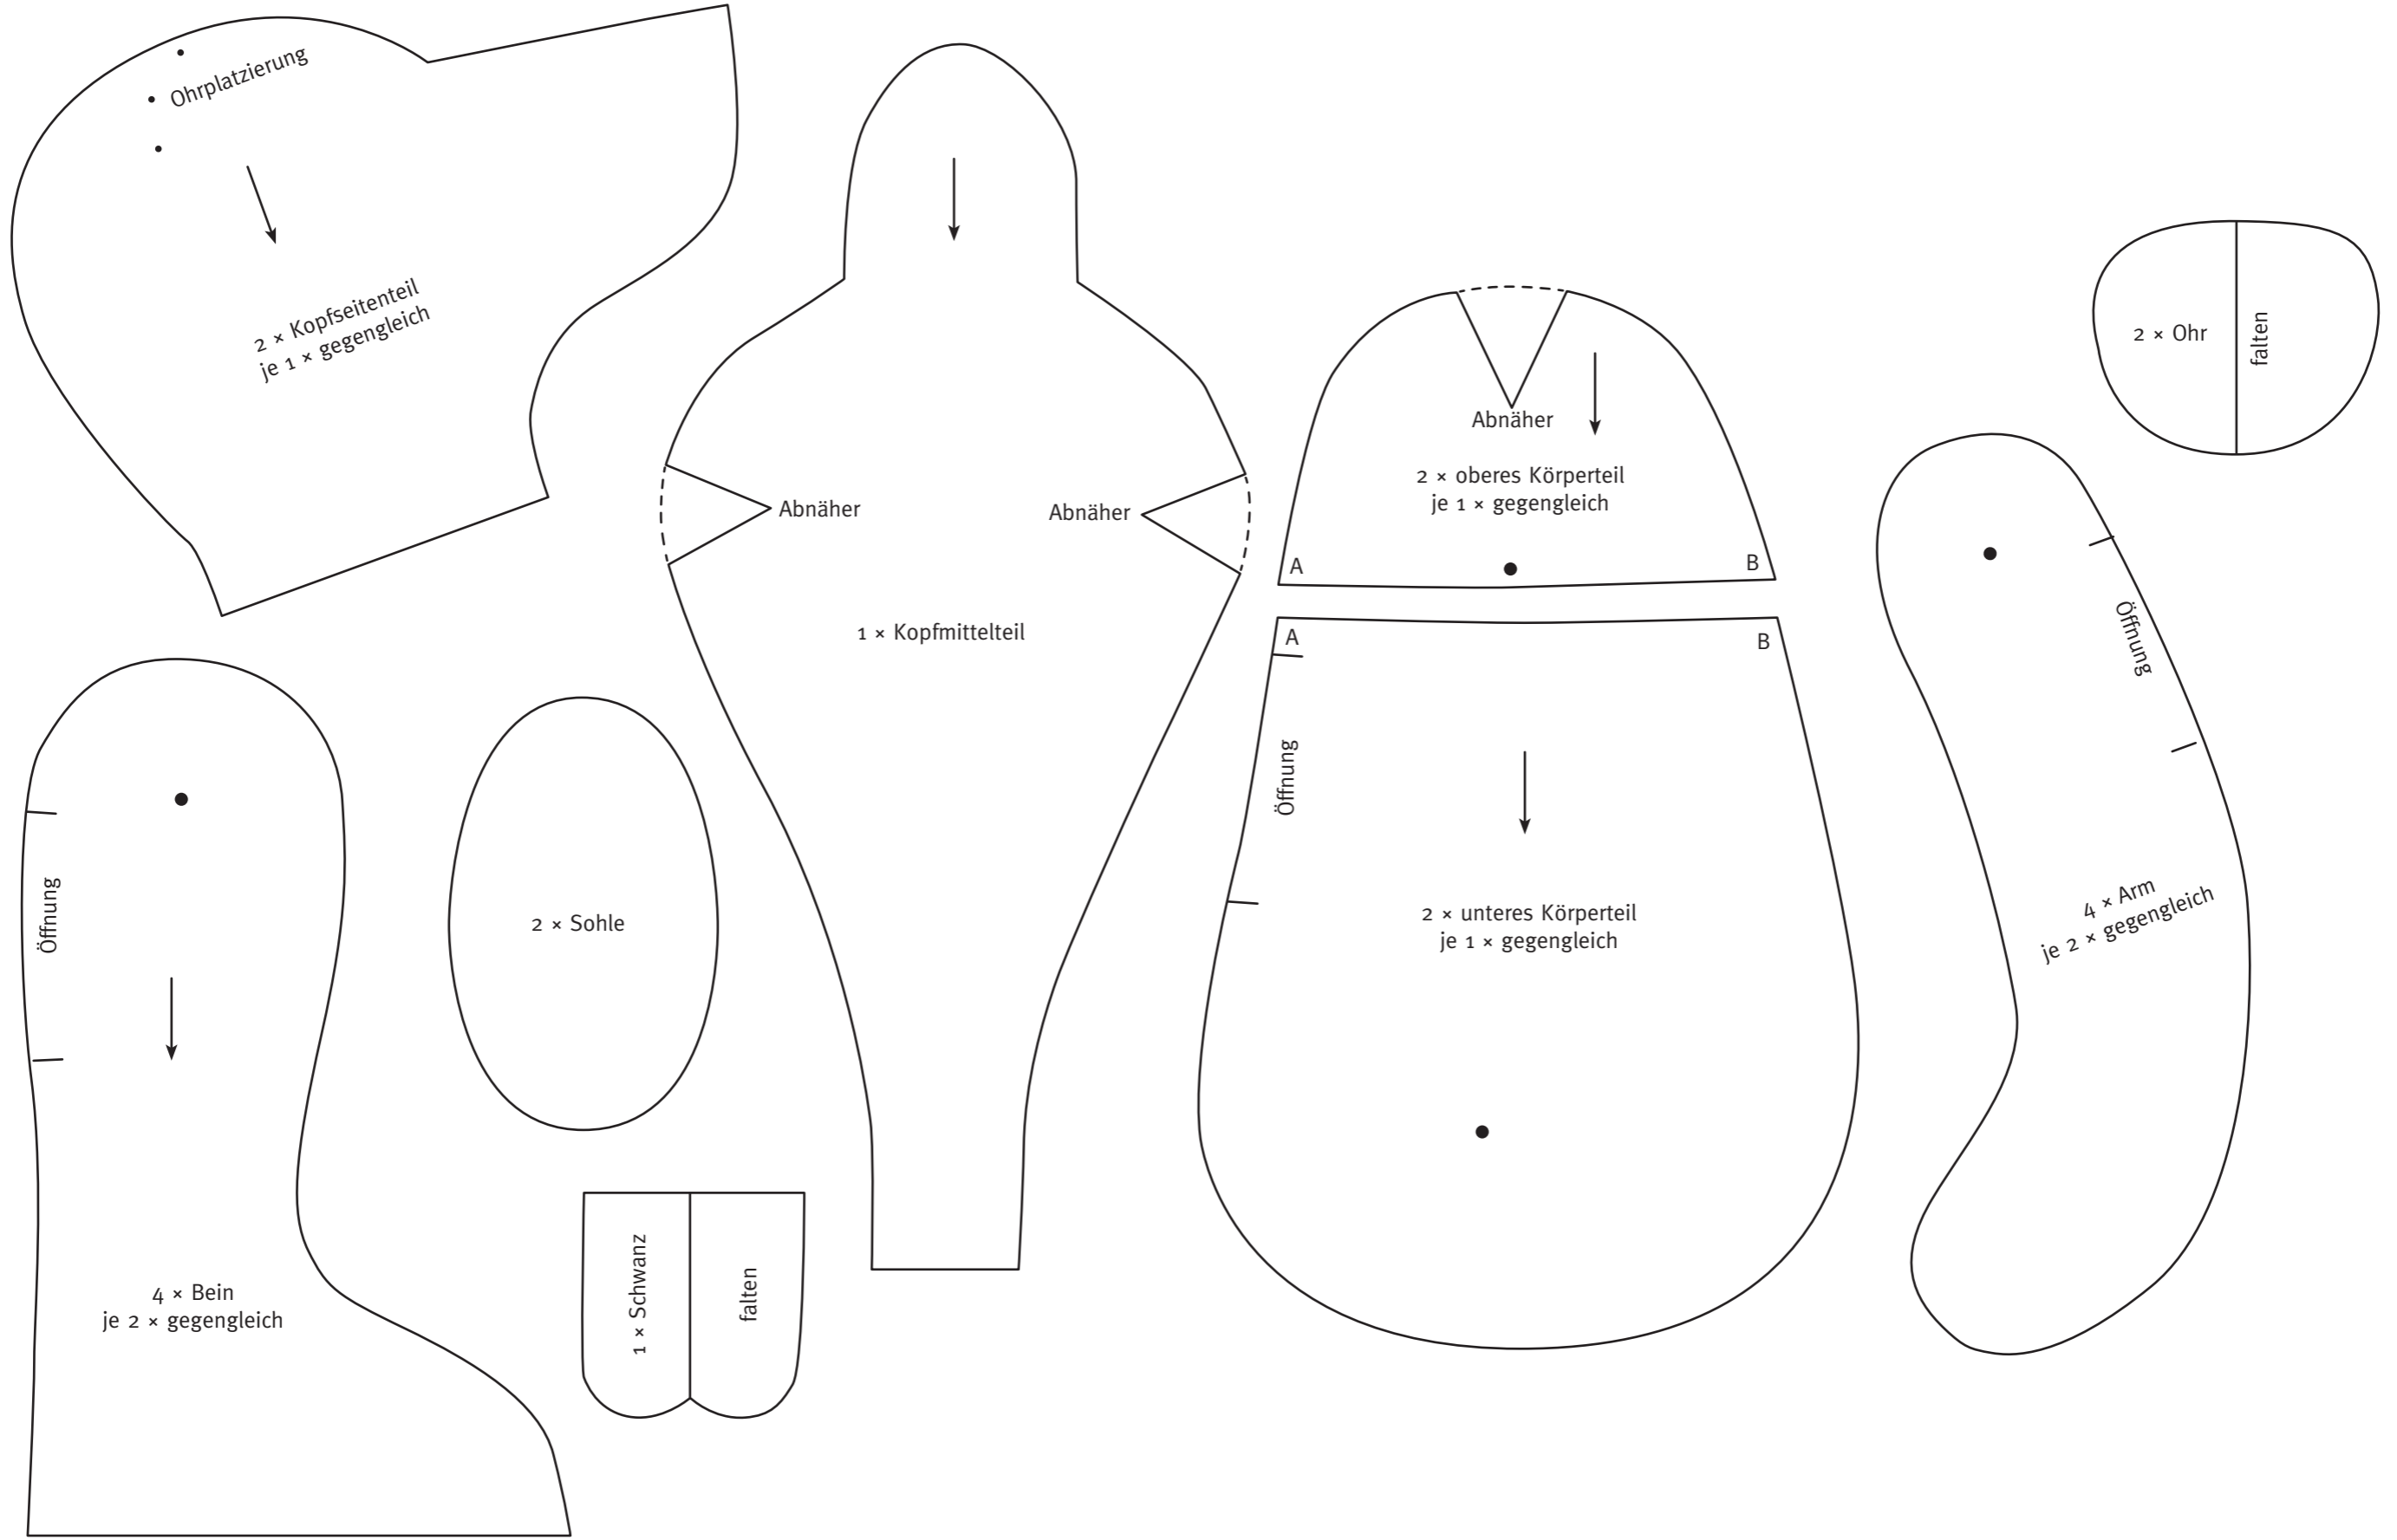 Ohrplatzierung
2 × Kopfseitenteil
je 1 × gegengleich
Abnäher
Abnäher
1 × Kopfmittelteil
Abnäher
2 × oberes Körperteil
je 1 × gegengleich
A
B
A
B
Öffnung
2 × unteres Körperteil
je 1 × gegengleich
2 × Ohr
falten
Öffnung
4 × Arm
je 2 × gegengleich
Öffnung
4 × Bein
je 2 × gegengleich
2 × Sohle
1 × Schwanz
falten